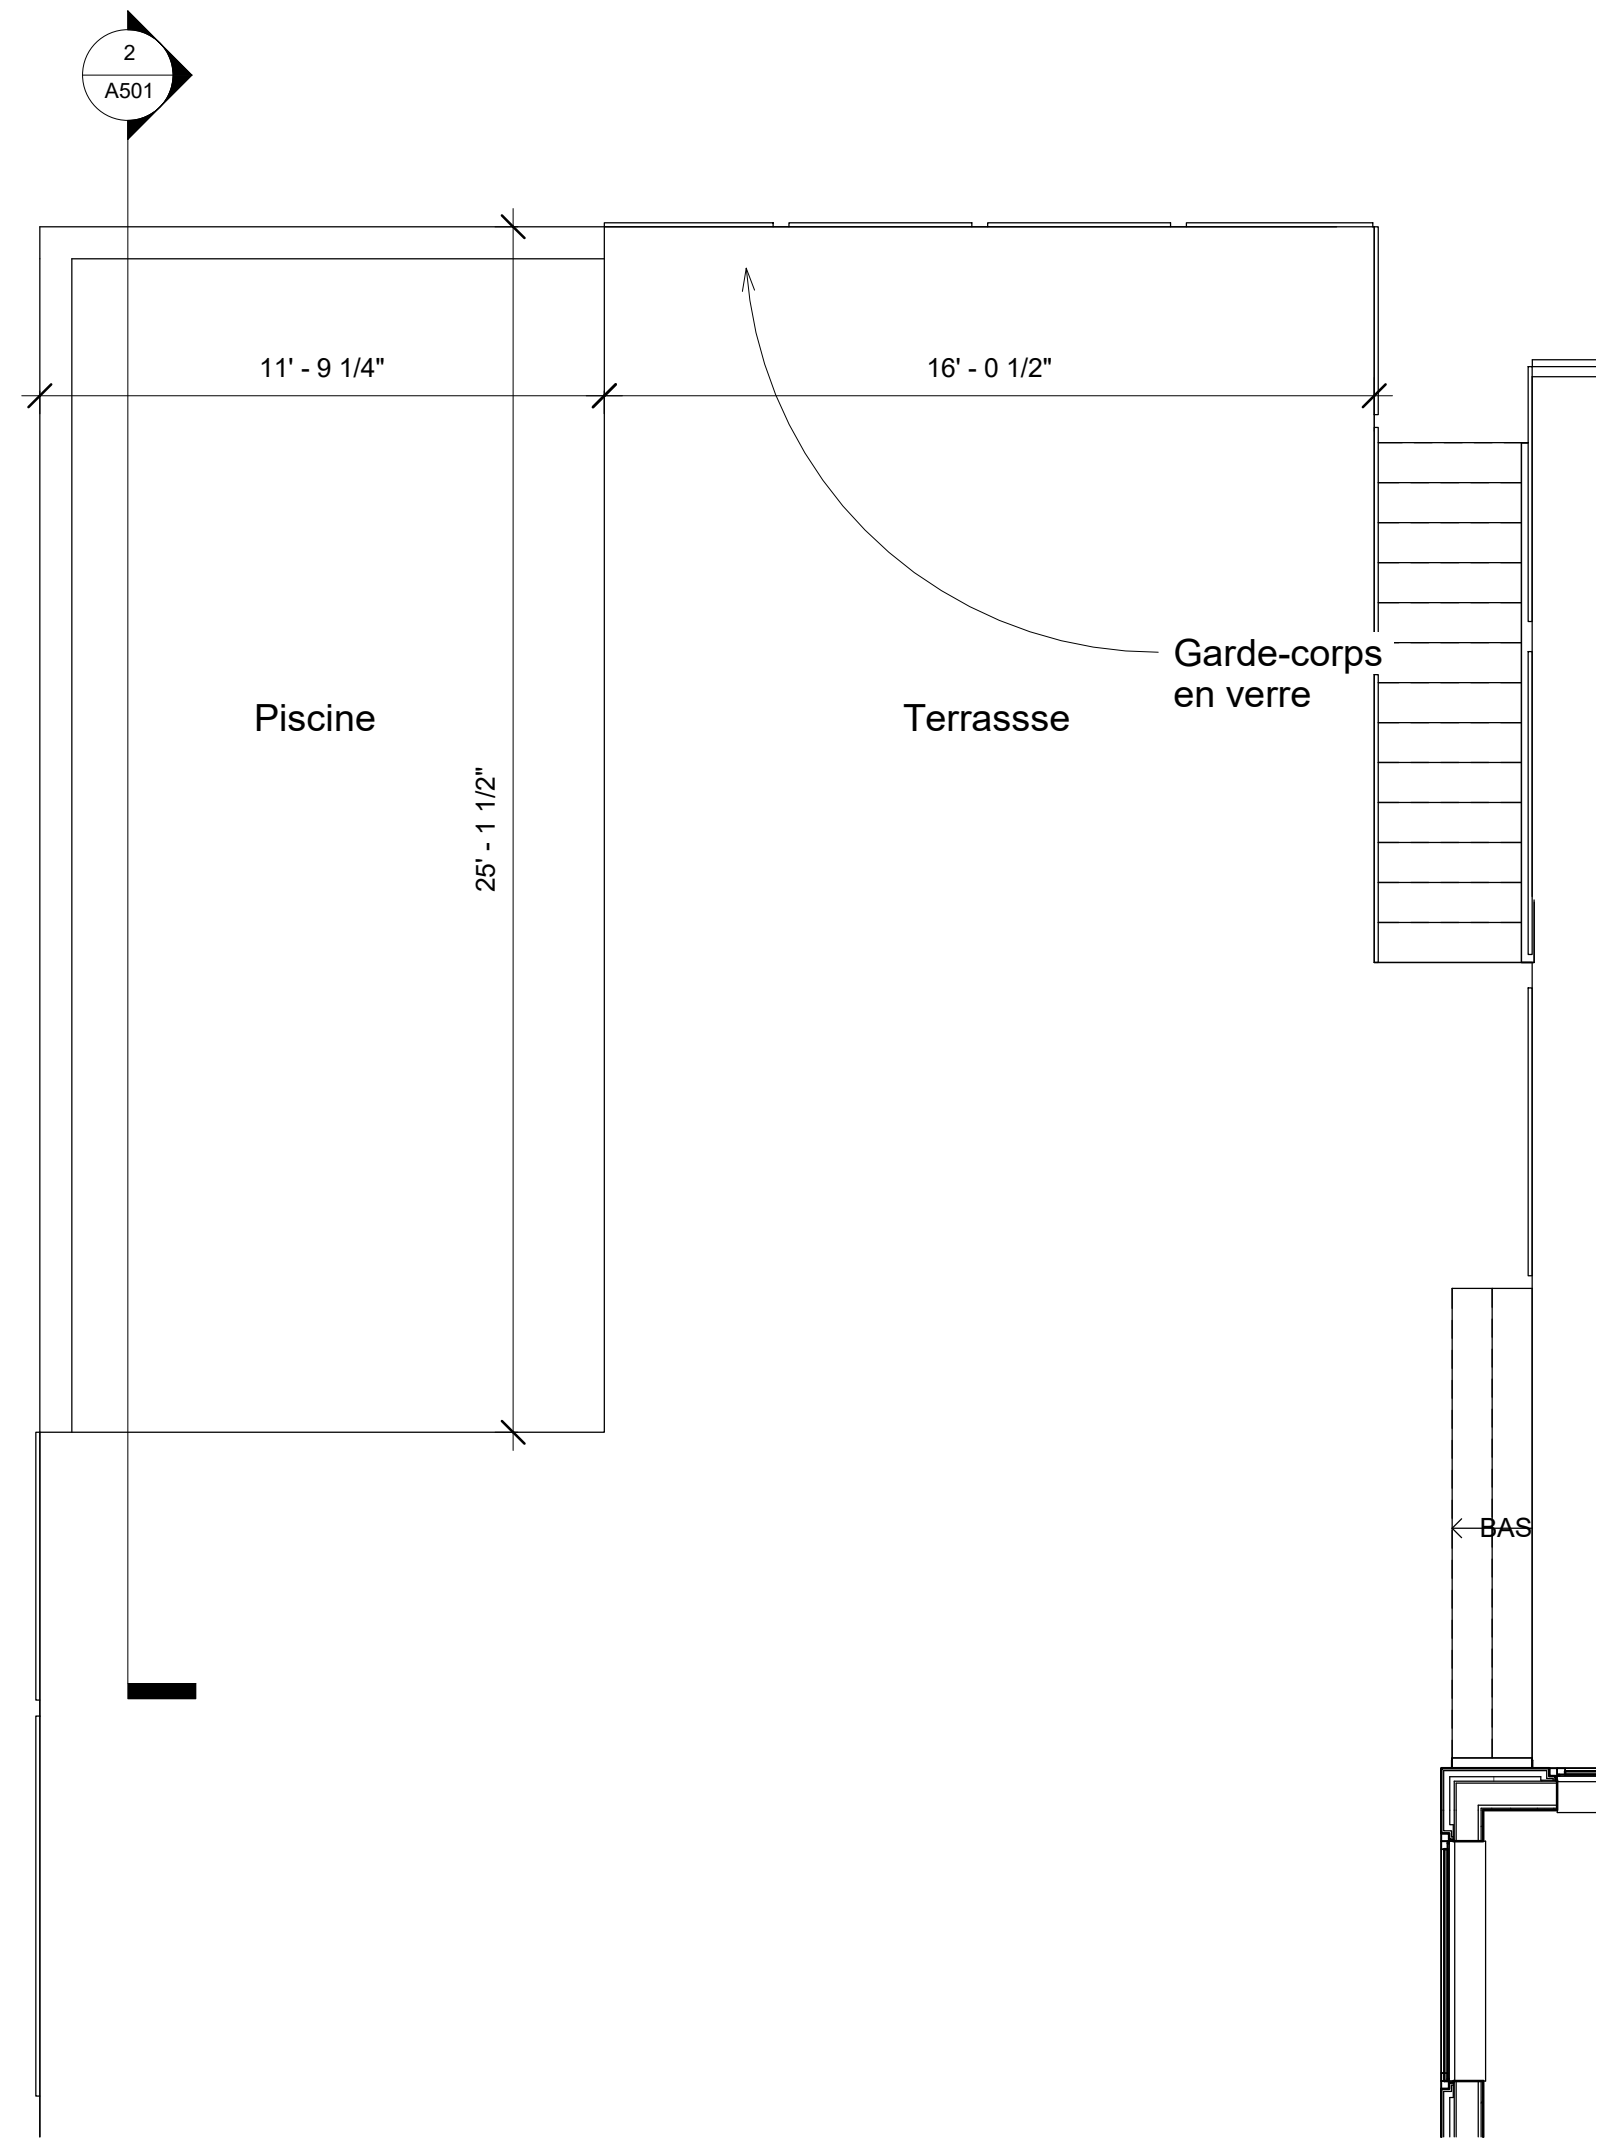 2
A501
11' - 9 1/4"
16' - 0 1/2"
Garde-corps
en verre
Piscine
Terrassse
25' - 1 1/2"
BAS